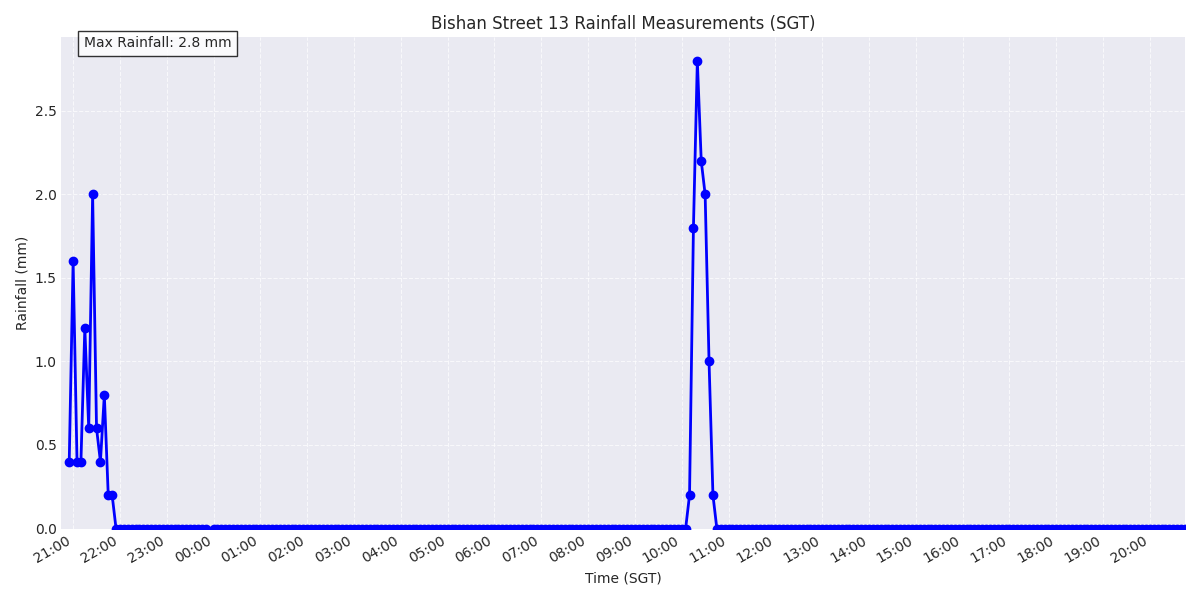 Bishan Street 13 Rainfall Measurements (SGT)
Max Rainfall: 2.8 mm
Rainfall (mm)
2.5
2.0
1.5
1.0
0.5
0.0
21:00 22:00 23:00 00:00 01:00 02:00 03:00 04:00 05:00 06:00 07:00 08:00 09:00 10:00 11:00 12:00 13:00 14:00 15:00 16:00 17:00 18:00 19:00 20:00
Time (SGT)